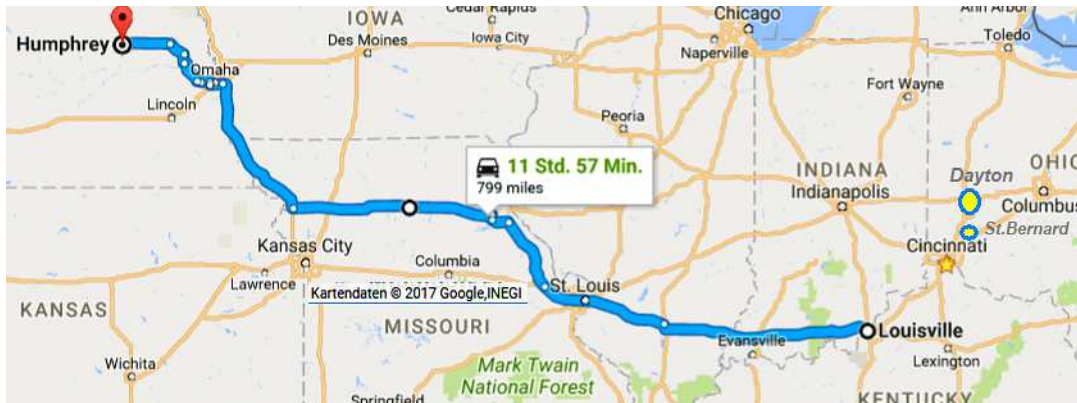 IOWA
Cedar Rapids
Chicago
Ann Arbor
Humphrey
Des Moines
Iowa City
Naperville
Toledo
Omaha
Fort Wayne
Lincoln
Peoria
11 Std. 57 Min.
799 miles
INDIANA
Indianapolis
Dayton
OHIO
Columbus
St.Bernard
Cincinnati
Kansas City
Columbia
Lawrence
St. Louis
Kartendaten © 2017 Google,INEGI
KANSAS
MISSOURI
Louisville
Evansville
Lexington
Wichita
Mark Twain
National Forest
Springfield
KENTUCKY